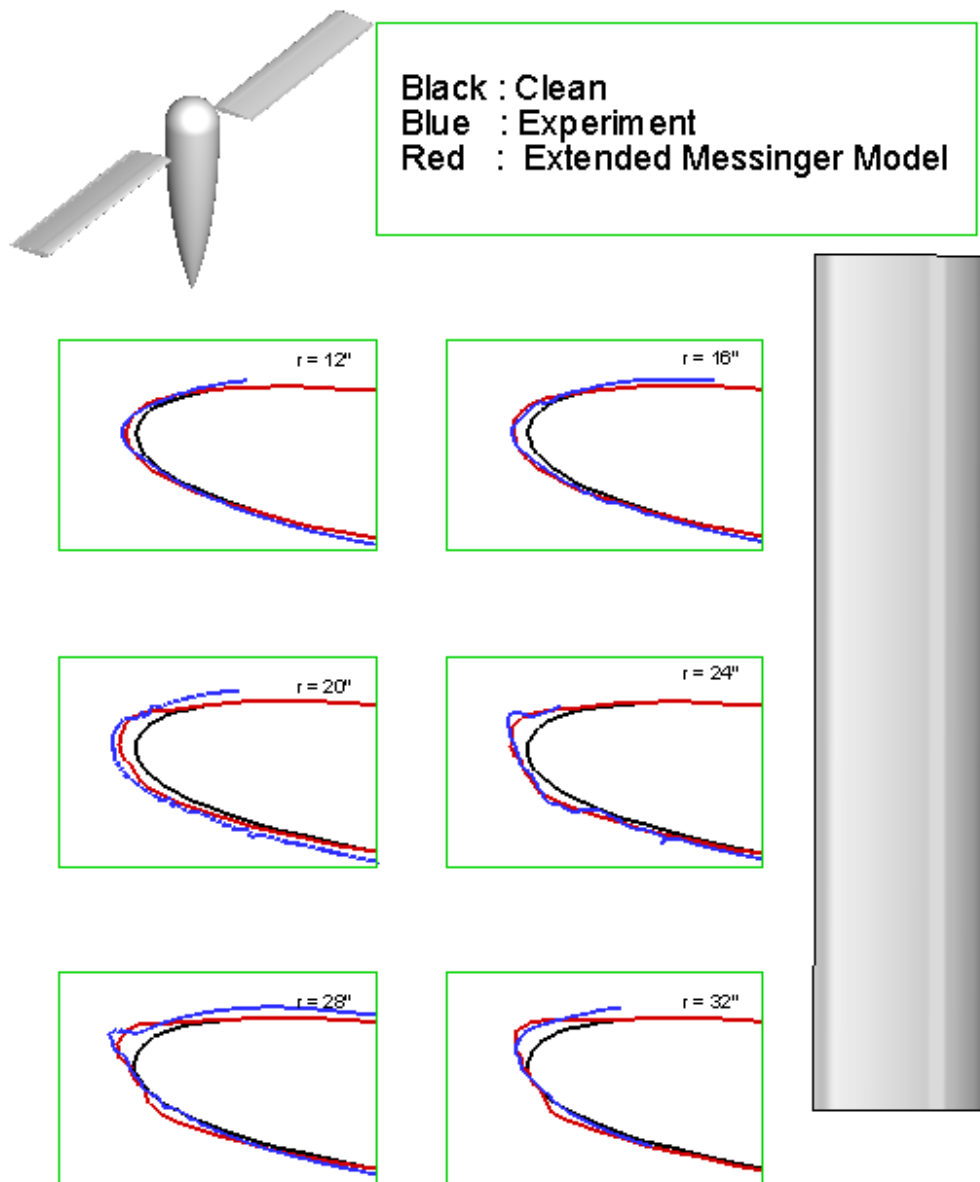 Black : Clean
Blue : Experiment
Red : Extended Messinger Model
r = 12"
r = 16"
r = 20"
r = 24"
r = 28"
r = 32"